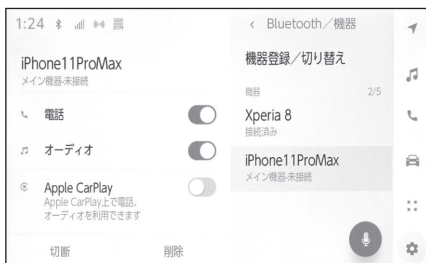 1:24
iPhone11ProMax
メイン機器-未接続
電話
オーディオ
Apple CarPlay
Apple CarPlay上で電話、
オーディオを利用できます
切断
削除
< Bluetooth/機器
機器登録/切り替え
機器
2/5
Xperia 8
接続済み
iPhone11ProMax
メイン機器-未接続